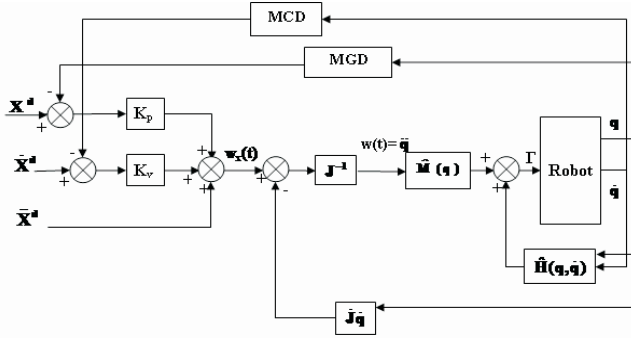 MCD
MGD
X^d
K_p
q
w_x(t)
w(t)=q̈
Γ
Ẋ^d
K_v
J⁻¹
M̂(q)
Robot
q̇
Ẍ^d
Ĥ(q,q̇)
J̇q̇